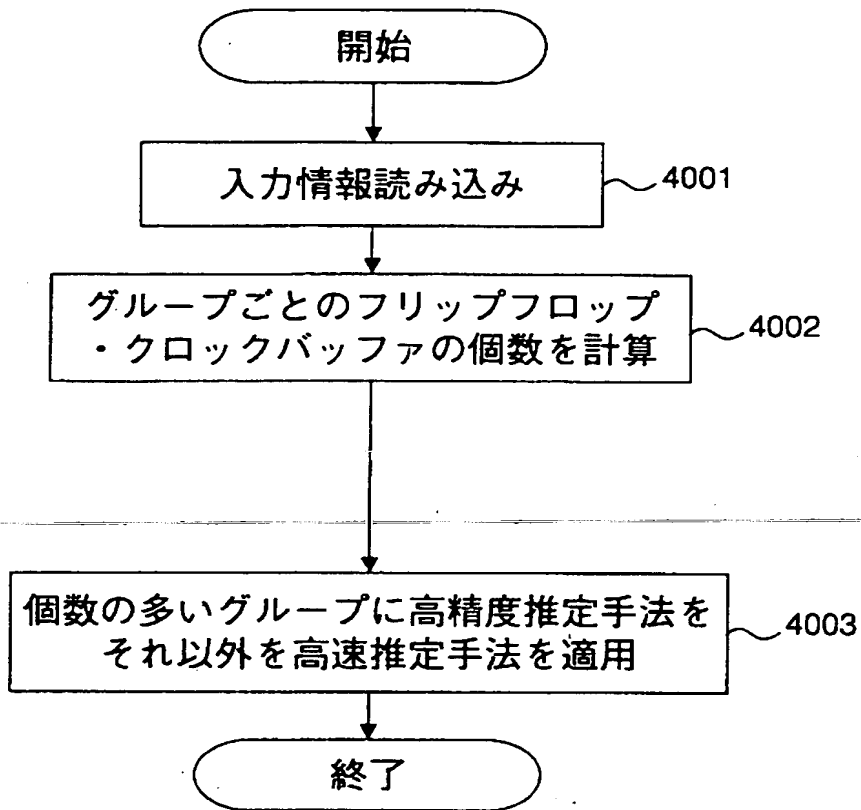 開始
入力情報読み込み
4001
グループごとのフリップフロップ
・クロックバッファの個数を計算
4002
個数の多いグループに高精度推定手法を
それ以外を高速推定手法を適用
4003
終了